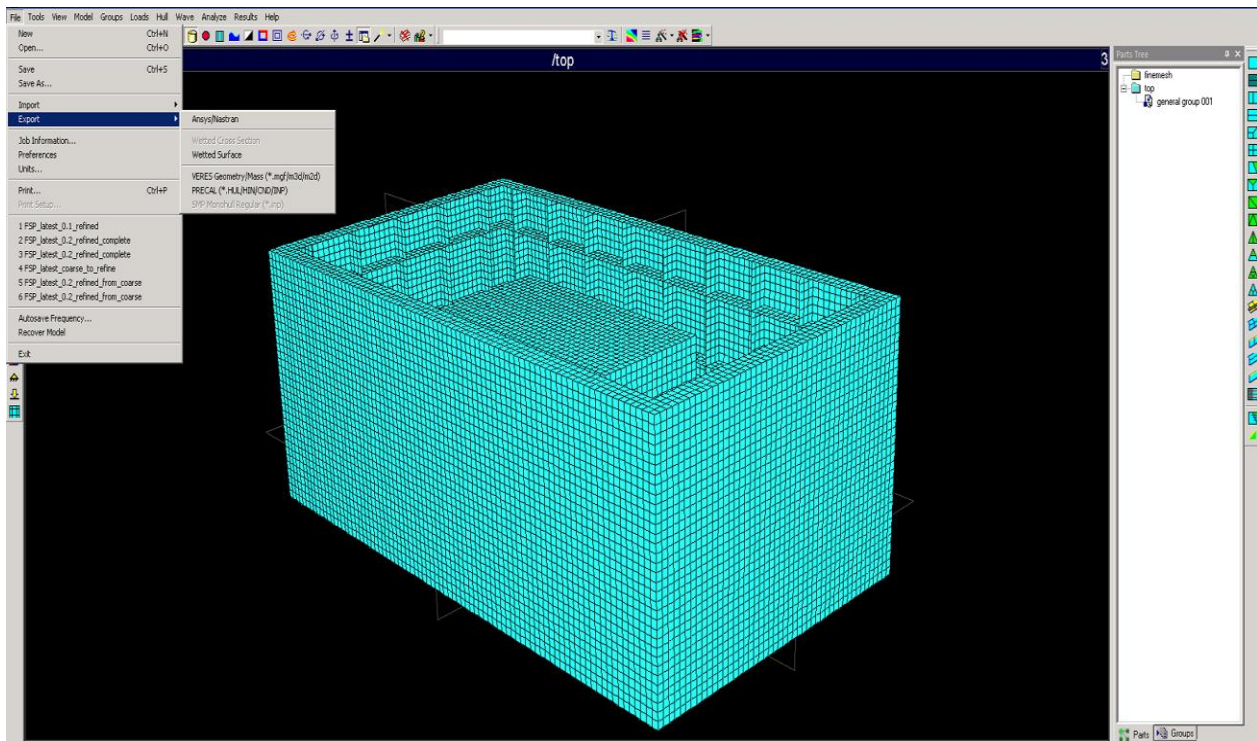 File Tools View Model Groups Loads Hull Wave Analyze Results Help
New Ctrl+N
Open... Ctrl+O
Save Ctrl+S
Save As...
Import
Export
Job Information...
Preferences
Units...
Print... Ctrl+P
Print Setup...
1 FSP_latest_0.1_refined
2 FSP_latest_0.2_refined_complete
3 FSP_latest_0.2_refined_complete
4 FSP_latest_coarse_to_refine
5 FSP_latest_0.2_refined_from_coarse
6 FSP_latest_0.2_refined_from_coarse
Autosave Frequency...
Recover Model
Exit
Ansys/Nastran
Wetted Cross Section
Wetted Surface
VERES Geometry/Mass (*.mgf/m3d/m2d)
PRECAL (*.HUL/HIN/CND/INP)
SMP Monohull Regular (*.inp)
/top
3
Parts Tree
finemesh
top
general group 001
Parts Groups